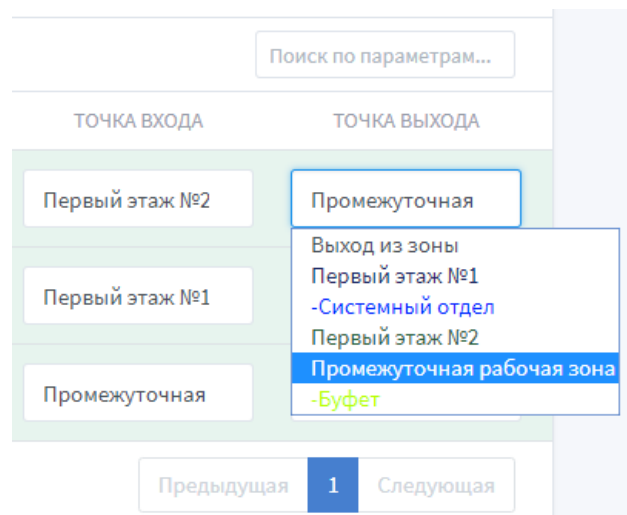 Поиск по параметрам...
ТОЧКА ВХОДА ТОЧКА ВЫХОДА
Первый этаж №2 Промежуточная
Выход из зоны
Первый этаж №1
-Системный отдел
Первый этаж №2
Промежуточная рабочая зона
-Буфет
Первый этаж №1
Промежуточная
Предыдущая 1 Следующая